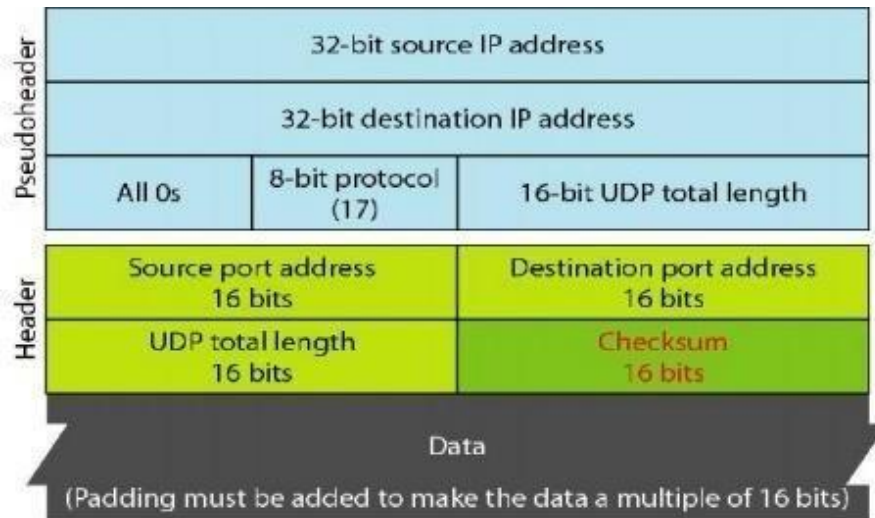 Pseudoheader
32-bit source IP address
32-bit destination IP address
All 0s
8-bit protocol
(17)
16-bit UDP total length
Header
Source port address
16 bits
Destination port address
16 bits
UDP total length
16 bits
Checksum
16 bits
Data
(Padding must be added to make the data a multiple of 16 bits)